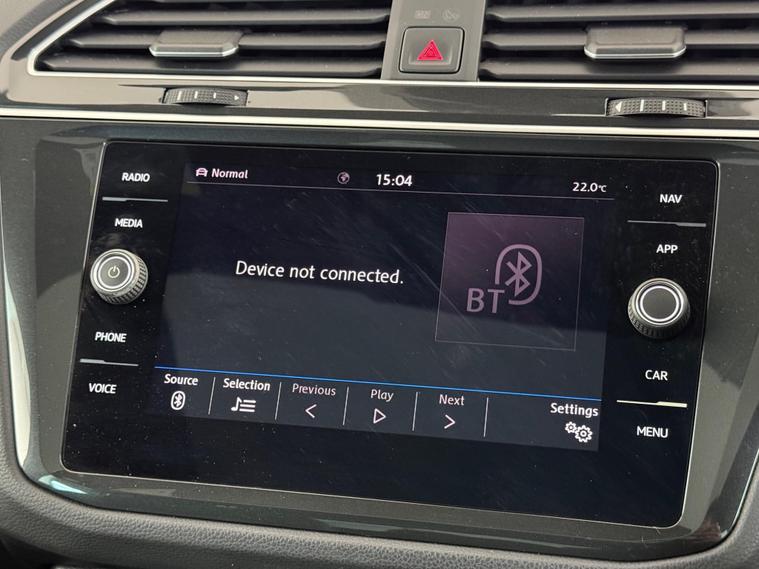 RADIO
MEDIA
PHONE
VOICE
Normal
15:04
22.0°C
Device not connected.
BT
Source
Selection
Previous
Play
Next
Settings
NAV
APP
CAR
MENU